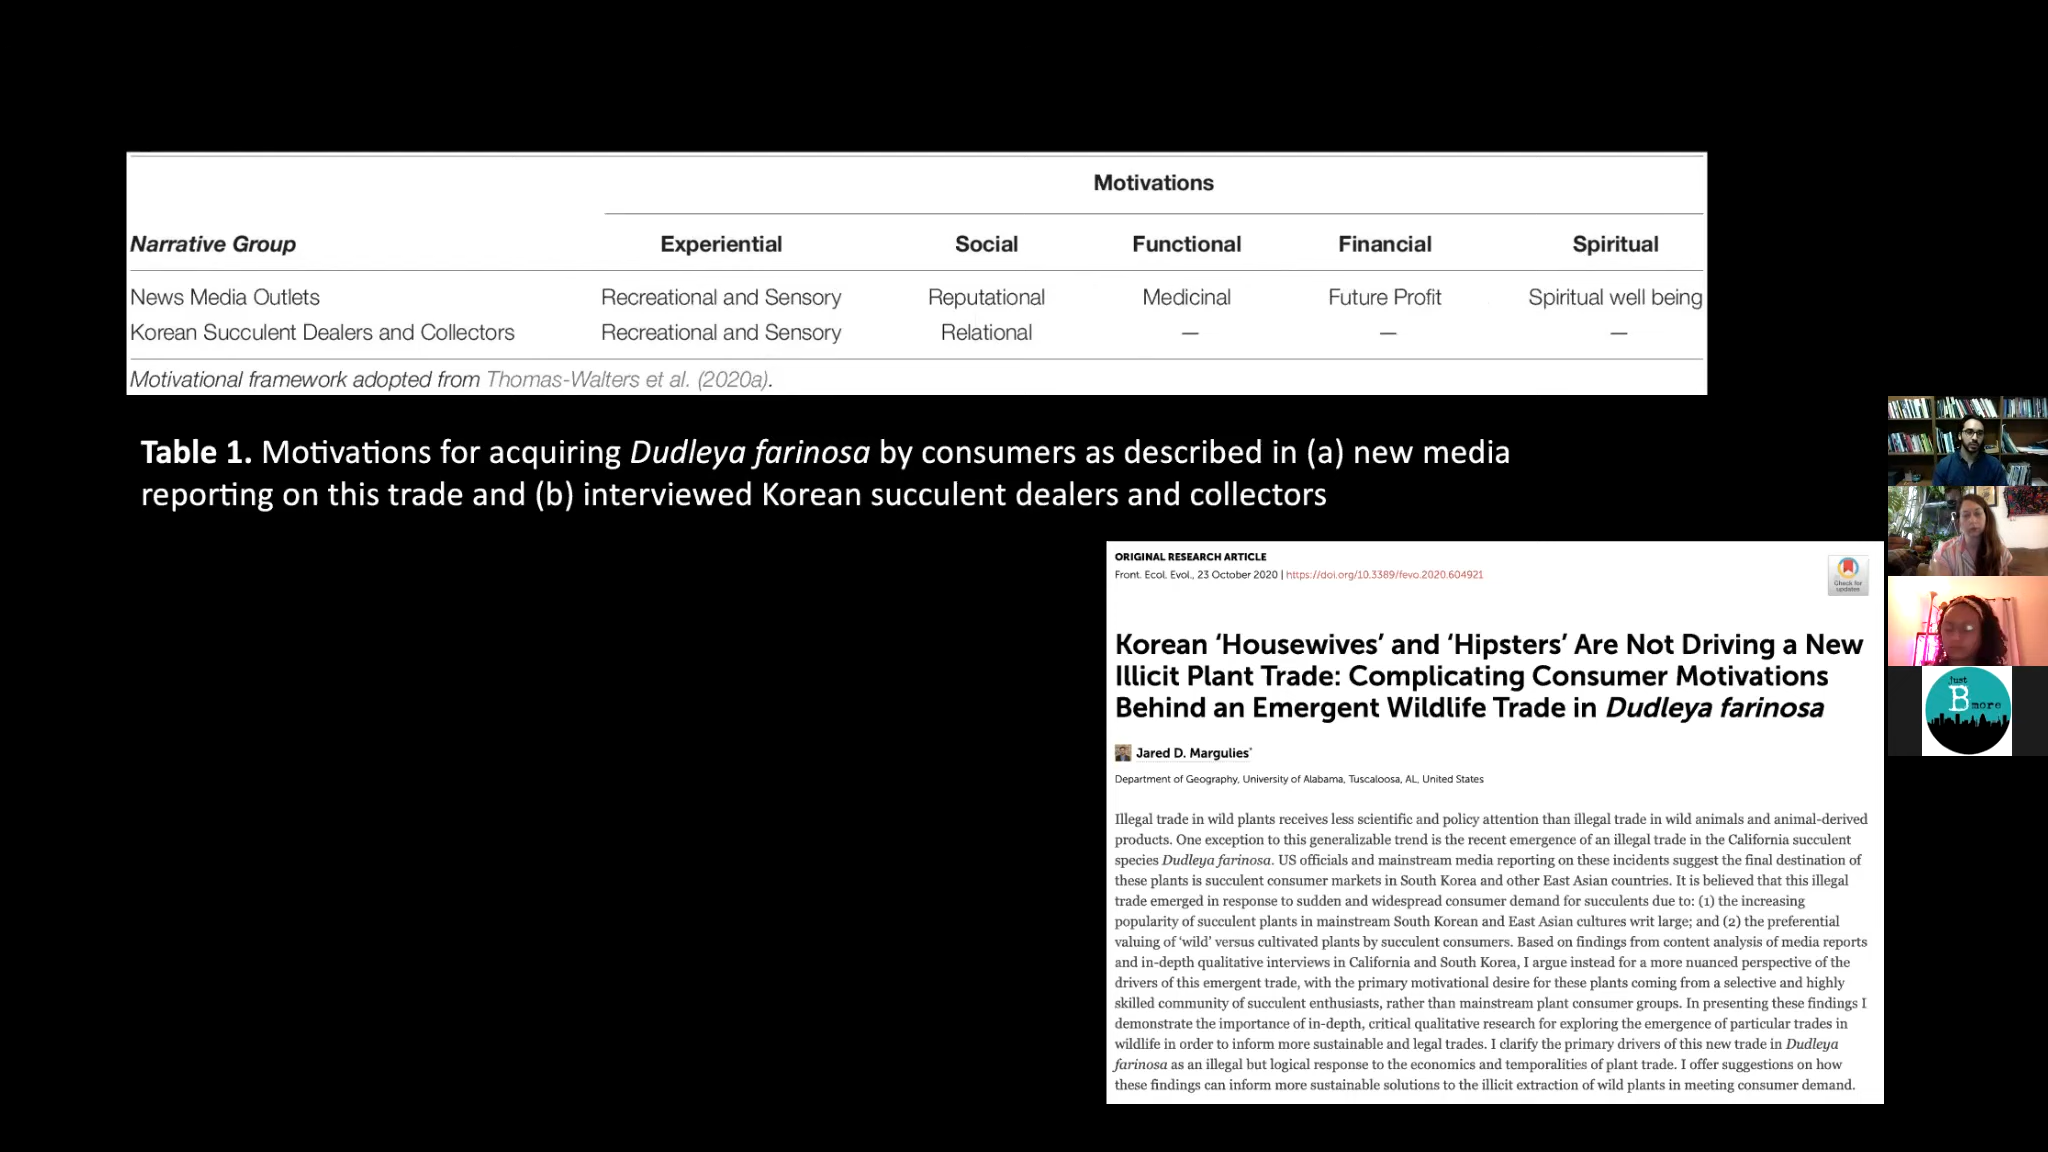 Motivations
Narrative Group Experiential Social Functional Financial Spiritual
News Media Outlets Recreational and Sensory Reputational Medicinal Future Profit Spiritual well being
Korean Succulent Dealers and Collectors Recreational and Sensory Relational — — —
Motivational framework adopted from Thomas-Walters et al. (2020a).
Table 1. Motivations for acquiring Dudleya farinosa by consumers as described in (a) new media
reporting on this trade and (b) interviewed Korean succulent dealers and collectors
ORIGINAL RESEARCH ARTICLE
Front. Ecol. Evol., 23 October 2020 | https://doi.org/10.3389/fevo.2020.604921
Check for
updates
Korean ‘Housewives’ and ‘Hipsters’ Are Not Driving a New
Illicit Plant Trade: Complicating Consumer Motivations
Behind an Emergent Wildlife Trade in Dudleya farinosa
Jared D. Margulies*
Department of Geography, University of Alabama, Tuscaloosa, AL, United States
Illegal trade in wild plants receives less scientific and policy attention than illegal trade in wild animals and animal-derived
products. One exception to this generalizable trend is the recent emergence of an illegal trade in the California succulent
species Dudleya farinosa. US officials and mainstream media reporting on these incidents suggest the final destination of
these plants is succulent consumer markets in South Korea and other East Asian countries. It is believed that this illegal
trade emerged in response to sudden and widespread consumer demand for succulents due to: (1) the increasing
popularity of succulent plants in mainstream South Korean and East Asian cultures writ large; and (2) the preferential
valuing of ‘wild’ versus cultivated plants by succulent consumers. Based on findings from content analysis of media reports
and in-depth qualitative interviews in California and South Korea, I argue instead for a more nuanced perspective of the
drivers of this emergent trade, with the primary motivational desire for these plants coming from a selective and highly
skilled community of succulent enthusiasts, rather than mainstream plant consumer groups. In presenting these findings I
demonstrate the importance of in-depth, critical qualitative research for exploring the emergence of particular trades in
wildlife in order to inform more sustainable and legal trades. I clarify the primary drivers of this new trade in Dudleya
farinosa as an illegal but logical response to the economics and temporalities of plant trade. I offer suggestions on how
these findings can inform more sustainable solutions to the illicit extraction of wild plants in meeting consumer demand.
just
B more